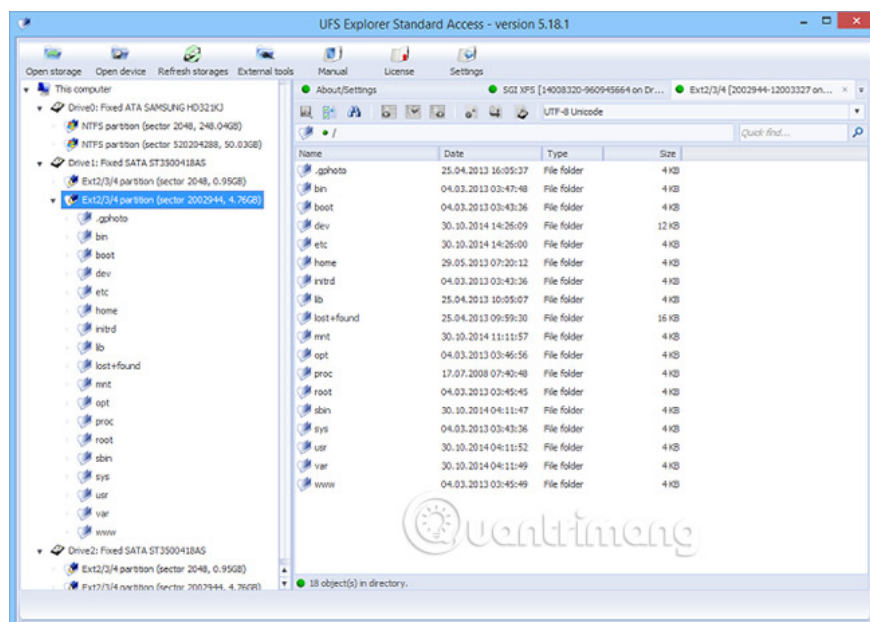 UFS Explorer Standard Access - version 5.18.1
Open storage Open device Refresh storages External tools Manual License Settings
This computer
Drive0: Fixed ATA SAMSUNG HD321KJ
NTFS partition (sector 2048, 248.04GB)
NTFS partition (sector 520204288, 50.03GB)
Drive1: Fixed SATA ST3500418AS
Ext2/3/4 partition (sector 2048, 0.95GB)
Ext2/3/4 partition (sector 2002944, 4.76GB)
.gphoto
bin
boot
dev
etc
home
initrd
lib
lost+found
mnt
opt
proc
root
sbin
sys
usr
var
www
Drive2: Fixed SATA ST3500418AS
Ext2/3/4 partition (sector 2048, 0.95GB)
Ext2/3/4 partition (sector 2002944, 4.76GB)
About/Settings SGI XFS [14008320-960945664 on Dr... Ext2/3/4 [2002944-12003327 on...
UTF-8 Unicode
/ Quick find...
Name Date Type Size
.gphoto 25.04.2013 16:05:37 File folder 4 KB
bin 04.03.2013 03:47:48 File folder 4 KB
boot 04.03.2013 03:43:36 File folder 4 KB
dev 30.10.2014 14:26:09 File folder 12 KB
etc 30.10.2014 14:26:00 File folder 4 KB
home 29.05.2013 07:20:12 File folder 4 KB
initrd 04.03.2013 03:43:36 File folder 4 KB
lib 25.04.2013 10:05:07 File folder 4 KB
lost+found 25.04.2013 09:59:30 File folder 16 KB
mnt 30.10.2014 11:11:57 File folder 4 KB
opt 04.03.2013 03:46:56 File folder 4 KB
proc 17.07.2008 07:40:48 File folder 4 KB
root 04.03.2013 03:45:45 File folder 4 KB
sbin 30.10.2014 04:11:47 File folder 4 KB
sys 04.03.2013 03:43:36 File folder 4 KB
usr 30.10.2014 04:11:52 File folder 4 KB
var 30.10.2014 04:11:49 File folder 4 KB
www 04.03.2013 03:45:49 File folder 4 KB
Quantrimang
18 object(s) in directory.